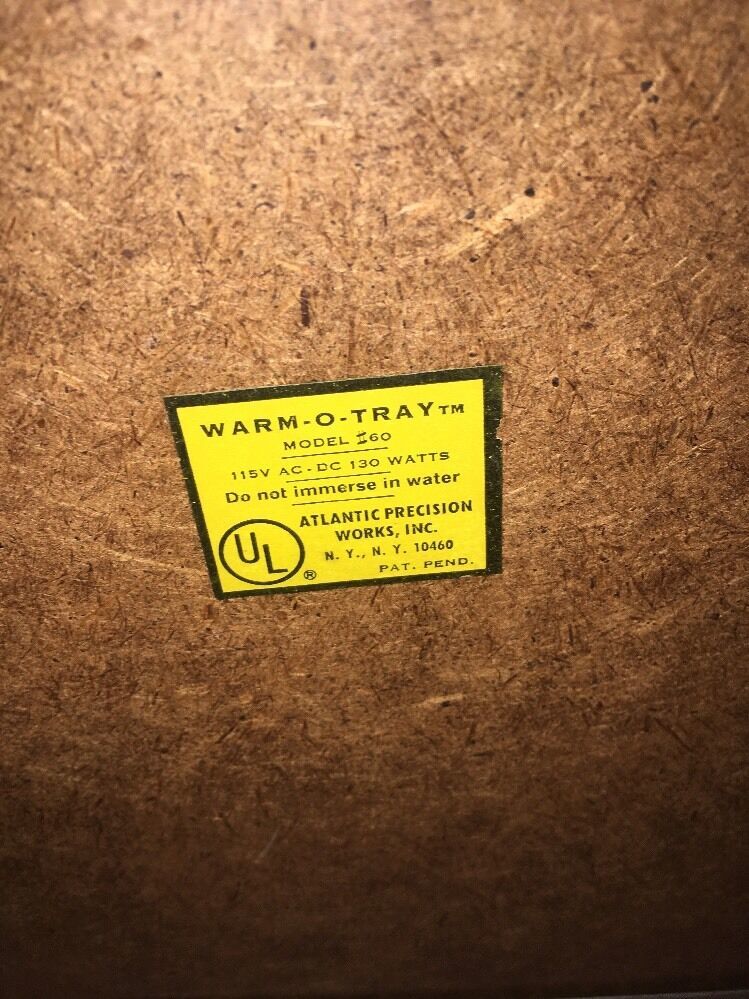 WARM-O-TRAY™
MODEL #60
115V AC-DC 130 WATTS
Do not immerse in water
ATLANTIC PRECISION
WORKS, INC.
N. Y., N. Y. 10460
PAT. PEND.
UL ®